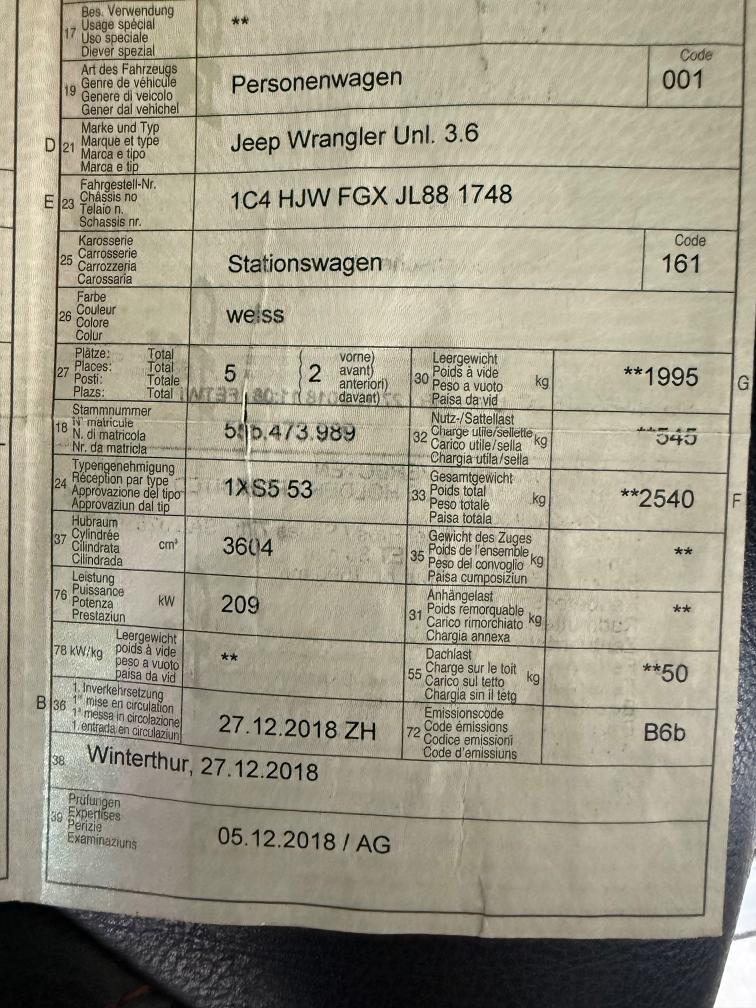 Bes. Verwendung
17 Usage spécial **
Uso speciale
Diever spezial
Art des Fahrzeugs Code
19 Genre de véhicule Personenwagen 001
Genere di veicolo
Gener dal vehichel
Marke und Typ
D 21 Marque et type Jeep Wrangler Unl. 3.6
Marca e tipo
Marca e tip
Fahrgestell-Nr.
E 23 Châssis no 1C4 HJW FGX JL88 1748
Telaio n.
Schassis nr.
Karosserie Code
25 Carrosserie Stationswagen 161
Carrozzeria
Carossaria
Farbe
26 Couleur weiss
Colore
Colur
Plätze: Total vorne)
27 Places: Total 5 ( 2 avant)
Posti: Totale anteriori)
Plazs: Total davant)
Leergewicht
30 Poids à vide kg **1995 G
Peso a vuoto
Paisa da vid
Stammnummer
18 N° matricule
N. di matricola .473.989
Nr. da matricla
Nutz-/Sattellast
32 Charge utile/sellette kg **545
Carico utile/sella
Chargia utila/sella
Typengenehmigung
24 Réception par type 1XS5 53
Approvazione del tipo
Approvaziun dal tip
Gesamtgewicht
33 Poids total kg **2540 F
Peso totale
Paisa totala
Hubraum
37 Cylindrée cm³ 3604
Cilindrata
Cilindrada
Gewicht des Zuges
35 Poids de l'ensemble kg **
Peso del convoglio
Paisa cumposiziun
Leistung
76 Puissance kW 209
Potenza
Prestaziun
Anhängelast
31 Poids remorquable kg **
Carico rimorchiato
Chargia annexa
Leergewicht
78 kW/kg poids à vide **
peso a vuoto
paisa da vid
Dachlast
55 Charge sur le toit kg **50
Carico sul tetto
Chargia sin il tetg
1. Inverkehrsetzung
B 36 1re mise en circulation
1a messa in circolazione 27.12.2018 ZH
1. entrada en circulaziun
Emissionscode
72 Code émissions B6b
Codice emissioni
Code d'emissiuns
38 Winterthur, 27.12.2018
Prüfungen
39 Expertises 05.12.2018 / AG
Perizie
Examinaziuns